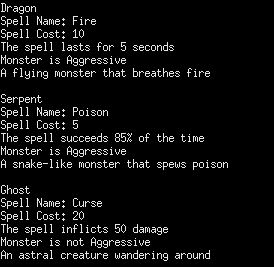 Dragon
Spell Name: Fire
Spell Cost: 10
The spell lasts for 5 seconds
Monster is Aggressive
A flying monster that breathes fire

Serpent
Spell Name: Poison
Spell Cost: 5
The spell succeeds 85% of the time
Monster is Aggressive
A snake-like monster that spews poison

Ghost
Spell Name: Curse
Spell Cost: 20
The spell inflicts 50 damage
Monster is not Aggressive
An astral creature wandering around